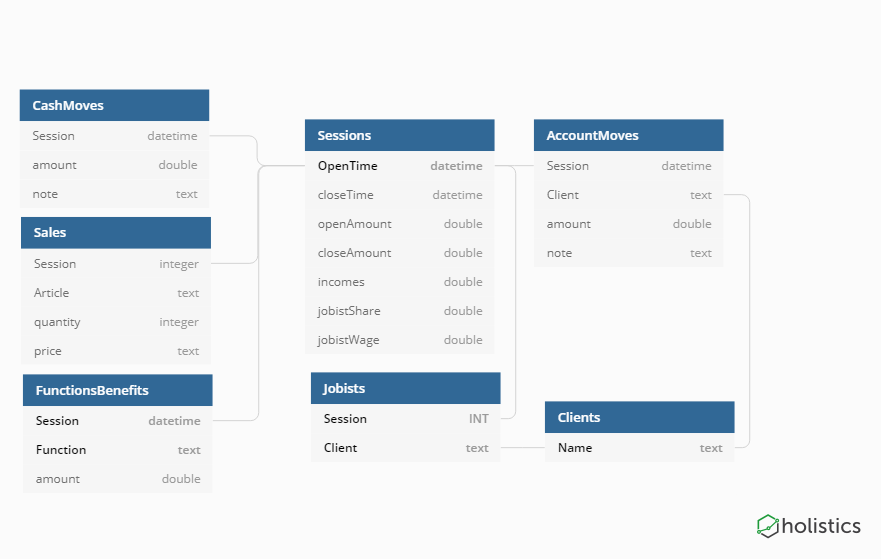 CashMoves
Session datetime
amount double
note text
Sales
Session integer
Article text
quantity integer
price text
FunctionsBenefits
Session datetime
Function text
amount double
Sessions
OpenTime datetime
closeTime datetime
openAmount double
closeAmount double
incomes double
jobistShare double
jobistWage double
Jobists
Session INT
Client text
AccountMoves
Session datetime
Client text
amount double
note text
Clients
Name text
holistics